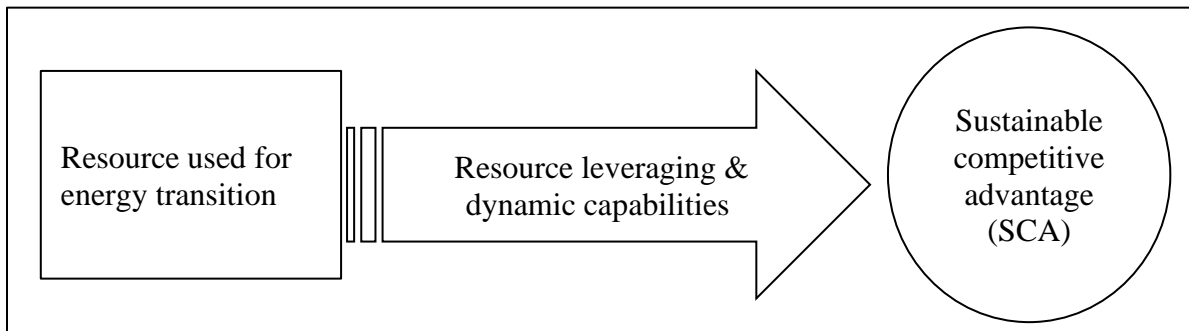 Resource used for
energy transition
Resource leveraging &
dynamic capabilities
Sustainable
competitive
advantage
(SCA)